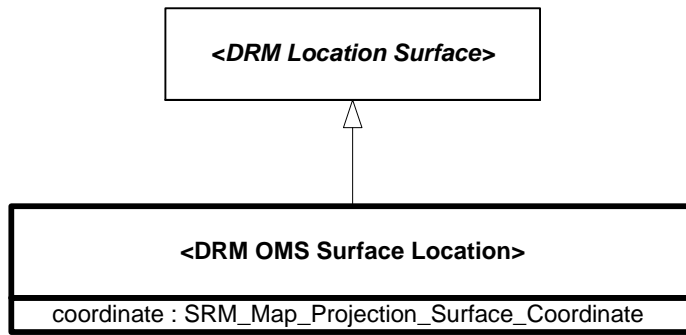 <DRM Location Surface>
<DRM OMS Surface Location>
coordinate : SRM_Map_Projection_Surface_Coordinate